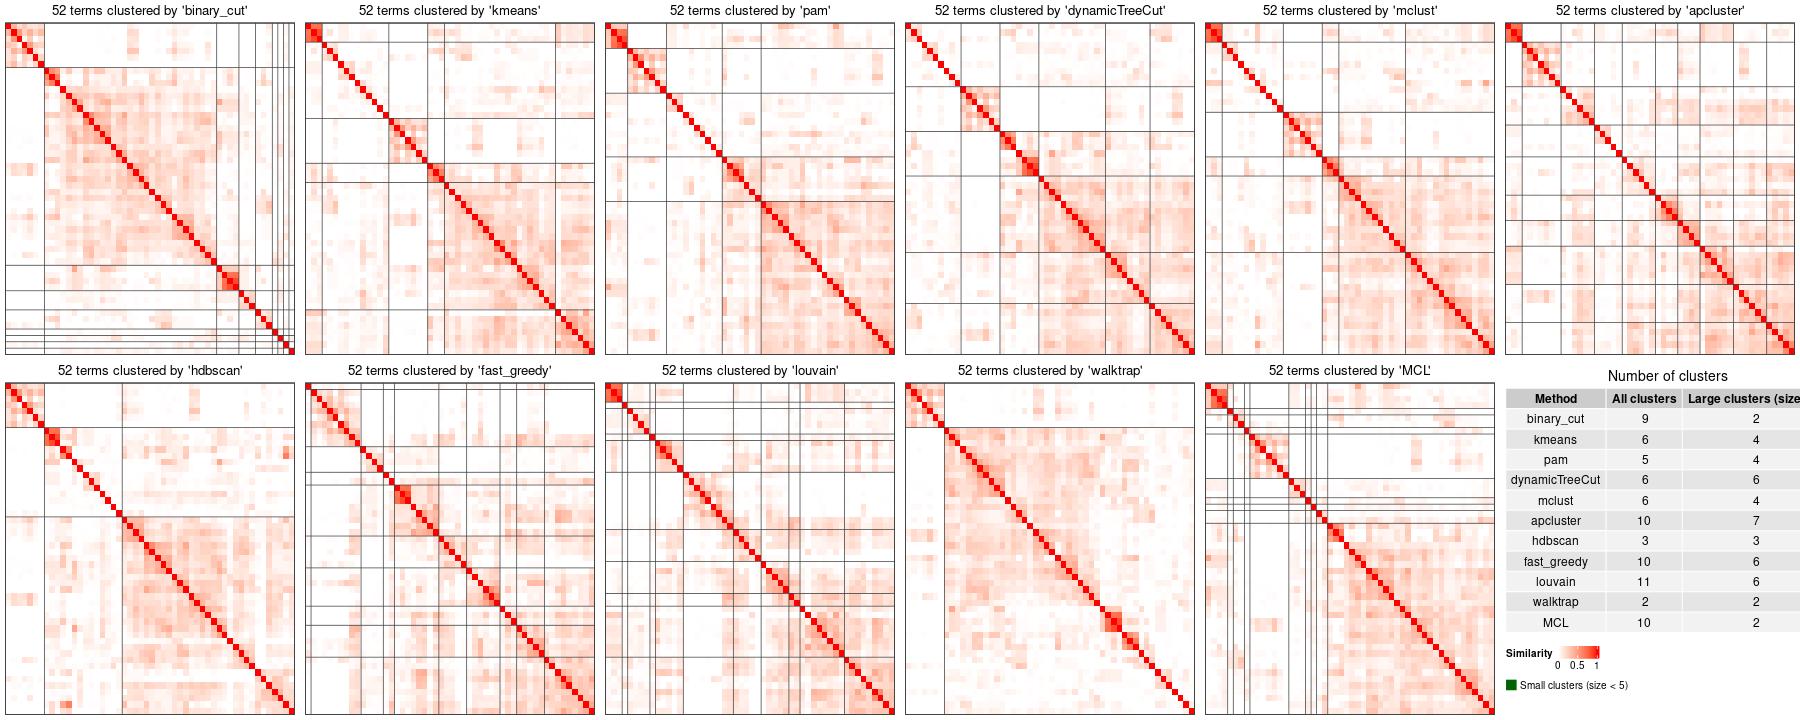 52 terms clustered by 'binary_cut'
52 terms clustered by 'kmeans'
52 terms clustered by 'pam'
52 terms clustered by 'dynamicTreeCut'
52 terms clustered by 'mclust'
52 terms clustered by 'apcluster'
52 terms clustered by 'hdbscan'
52 terms clustered by 'fast_greedy'
52 terms clustered by 'louvain'
52 terms clustered by 'walktrap'
52 terms clustered by 'MCL'
Number of clusters
Method All clusters Large clusters (size
binary_cut 9 2
kmeans 6 4
pam 5 4
dynamicTreeCut 6 6
mclust 6 4
apcluster 10 7
hdbscan 3 3
fast_greedy 10 6
louvain 11 6
walktrap 2 2
MCL 10 2
Similarity
0 0.5 1
Small clusters (size < 5)